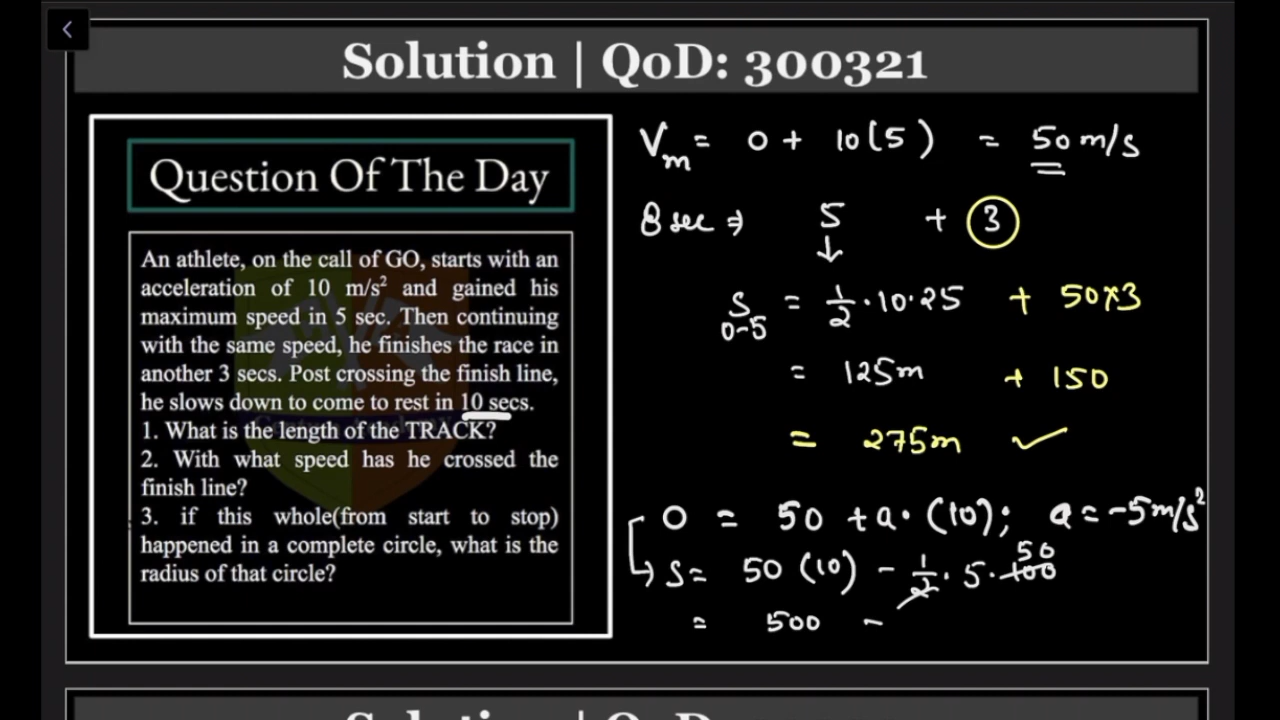 Solution | QoD: 300321
Question Of The Day
An athlete, on the call of GO, starts with an
acceleration of 10 m/s² and gained his
maximum speed in 5 sec. Then continuing
with the same speed, he finishes the race in
another 3 secs. Post crossing the finish line,
he slows down to come to rest in 10 secs.
1. What is the length of the TRACK?
2. With what speed has he crossed the
finish line?
3. if this whole(from start to stop)
happened in a complete circle, what is the
radius of that circle?
Vm = 0 + 10(5) = 50 m/s
8 sec ⇒ 5 + 3
↓
S0-5 = 1/2 · 10 · 25 + 50×3
= 125m + 150
= 275m ✓
0 = 50 + a · (10); a = -5m/s²
↳ S = 50 (10) - 1/2 · 5 · 100 50
= 500 -